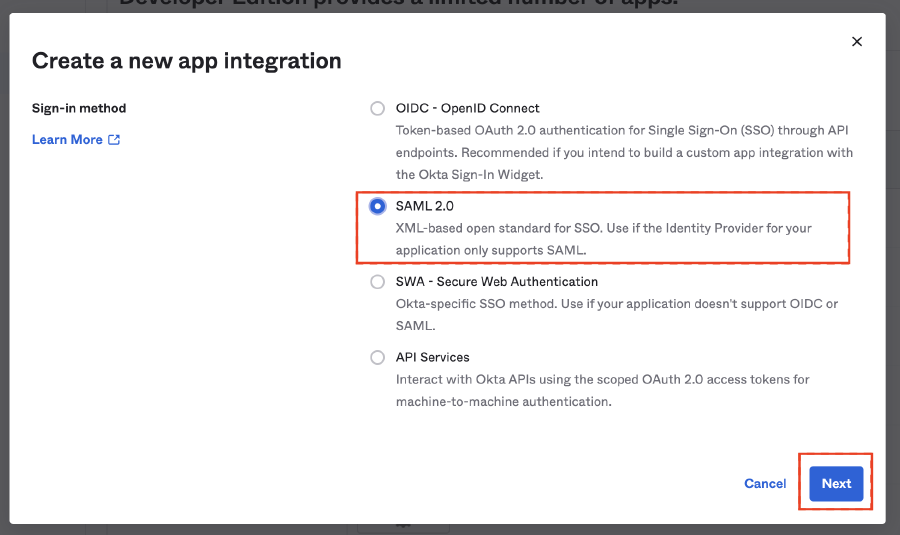 Developer Edition provides a limited number of apps.
Create a new app integration
Sign-in method
Learn More
OIDC - OpenID Connect
Token-based OAuth 2.0 authentication for Single Sign-On (SSO) through API
endpoints. Recommended if you intend to build a custom app integration with
the Okta Sign-In Widget.
SAML 2.0
XML-based open standard for SSO. Use if the Identity Provider for your
application only supports SAML.
SWA - Secure Web Authentication
Okta-specific SSO method. Use if your application doesn't support OIDC or
SAML.
API Services
Interact with Okta APIs using the scoped OAuth 2.0 access tokens for
machine-to-machine authentication.
Cancel
Next